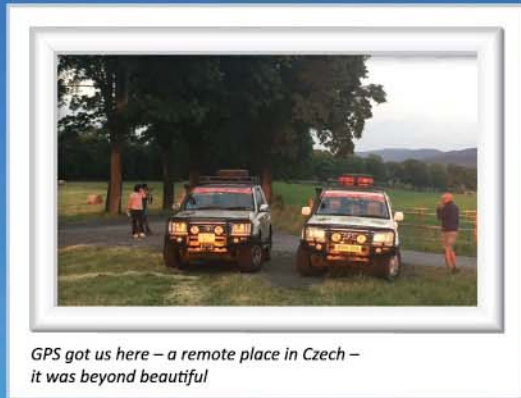 GPS got us here – a remote place in Czech –
it was beyond beautiful